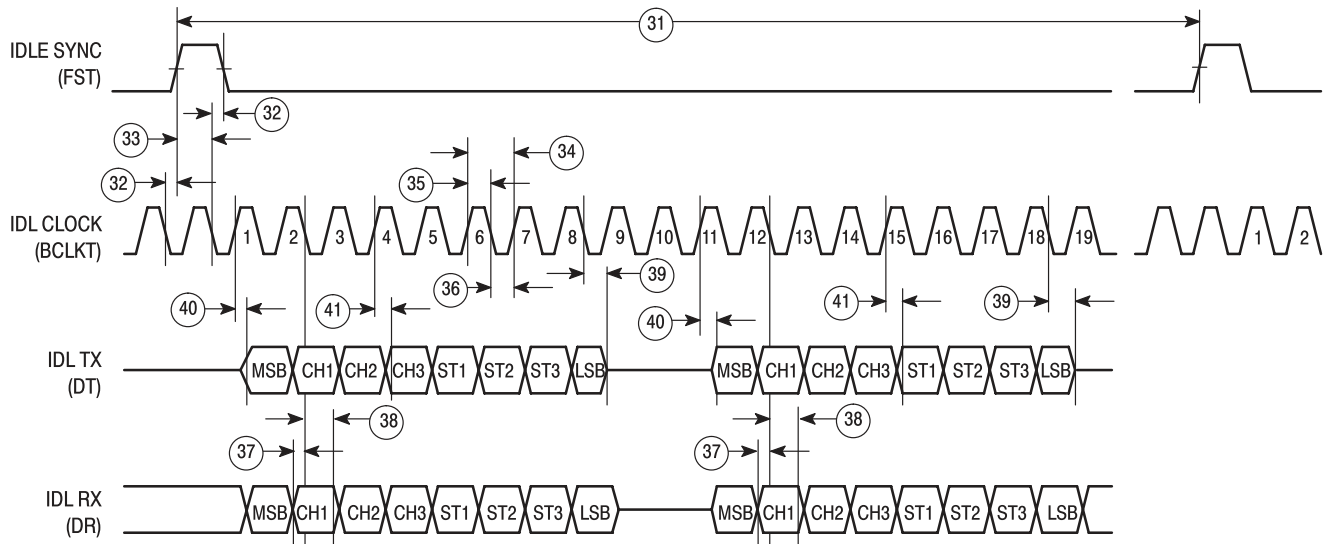 31
IDLE SYNC
(FST)
32
33
34
32
35
IDL CLOCK
(BCLKT)
1 2 3 4 5 6 7 8 9 10 11 12 13 14 15 16 17 18 19 1 2
39
36
40 41 41 39
40
IDL TX
(DT)
MSB CH1 CH2 CH3 ST1 ST2 ST3 LSB MSB CH1 CH2 CH3 ST1 ST2 ST3 LSB
38 38
37 37
IDL RX
(DR)
MSB CH1 CH2 CH3 ST1 ST2 ST3 LSB MSB CH1 CH2 CH3 ST1 ST2 ST3 LSB